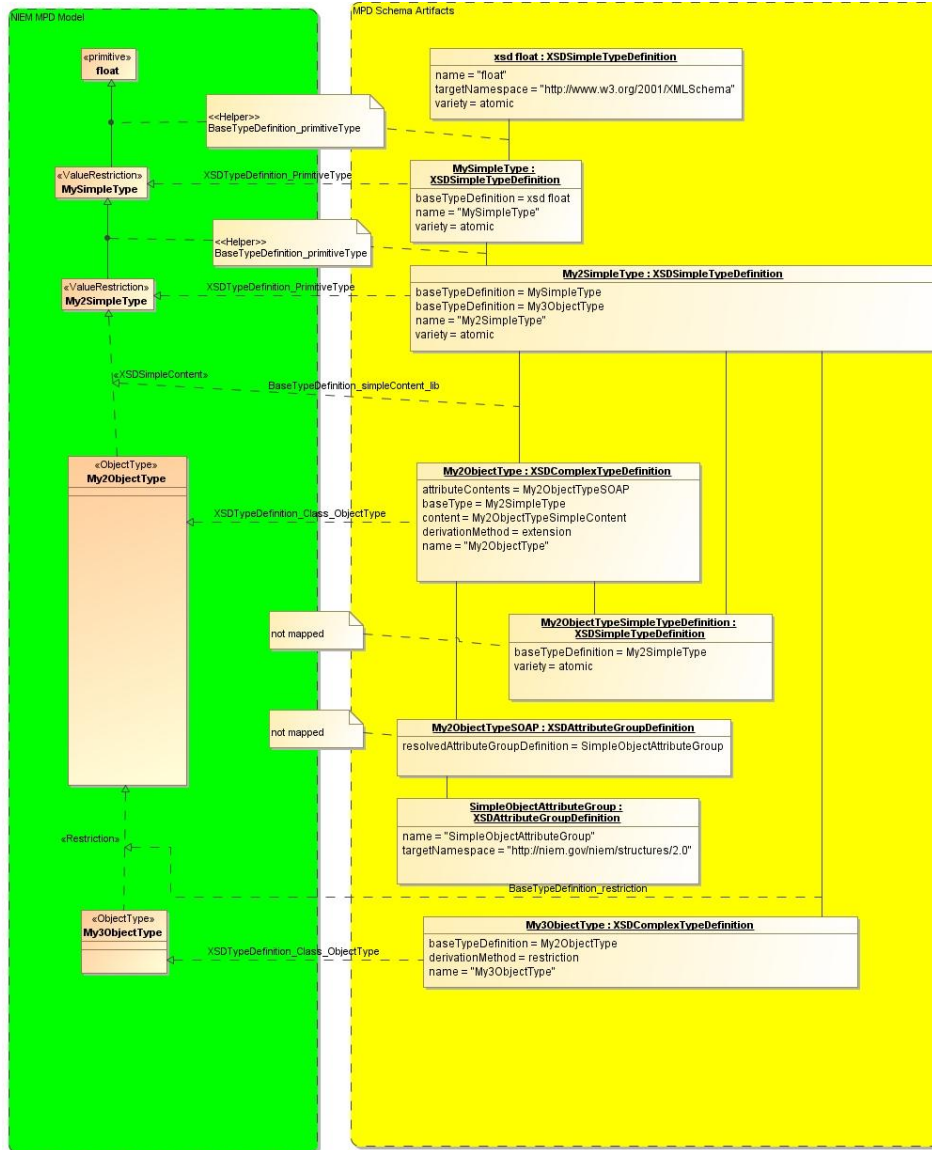 NIEM MPD Model
MPD Schema Artifacts
«primitive»
float
xsd float : XSDSimpleTypeDefinition
name = "float"
targetNamespace = "http://www.w3.org/2001/XMLSchema"
variety = atomic
<<Helper>>
BaseTypeDefinition_primitiveType
«ValueRestriction»
MySimpleType
XSDTypeDefinition_PrimitiveType
MySimpleType :
XSDSimpleTypeDefinition
baseTypeDefinition = xsd float
name = "MySimpleType"
variety = atomic
<<Helper>>
BaseTypeDefinition_primitiveType
«ValueRestriction»
My2SimpleType
XSDTypeDefinition_PrimitiveType
My2SimpleType : XSDSimpleTypeDefinition
baseTypeDefinition = MySimpleType
baseTypeDefinition = My3ObjectType
name = "My2SimpleType"
variety = atomic
«XSDSimpleContent»
BaseTypeDefinition_simpleContent_lib
«ObjectType»
My2ObjectType
XSDTypeDefinition_Class_ObjectType
My2ObjectType : XSDComplexTypeDefinition
attributeContents = My2ObjectTypeSOAP
baseType = My2SimpleType
content = My2ObjectTypeSimpleContent
derivationMethod = extension
name = "My2ObjectType"
not mapped
My2ObjectTypeSimpleTypeDefinition :
XSDSimpleTypeDefinition
baseTypeDefinition = My2SimpleType
variety = atomic
not mapped
My2ObjectTypeSOAP : XSDAttributeGroupDefinition
resolvedAttributeGroupDefinition = SimpleObjectAttributeGroup
SimpleObjectAttributeGroup :
XSDAttributeGroupDefinition
name = "SimpleObjectAttributeGroup"
targetNamespace = "http://niem.gov/niem/structures/2.0"
«Restriction»
BaseTypeDefinition_restriction
«ObjectType»
My3ObjectType
XSDTypeDefinition_Class_ObjectType
My3ObjectType : XSDComplexTypeDefinition
baseTypeDefinition = My2ObjectType
derivationMethod = restriction
name = "My3ObjectType"